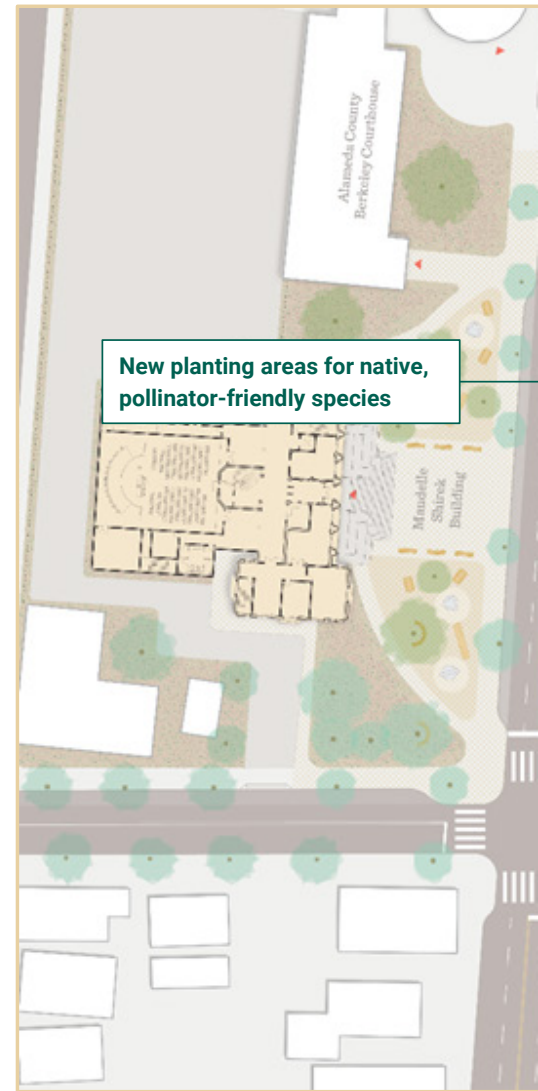 Alameda County
Berkeley Courthouse
New planting areas for native,
pollinator-friendly species
Maudelle
Shirek
Building